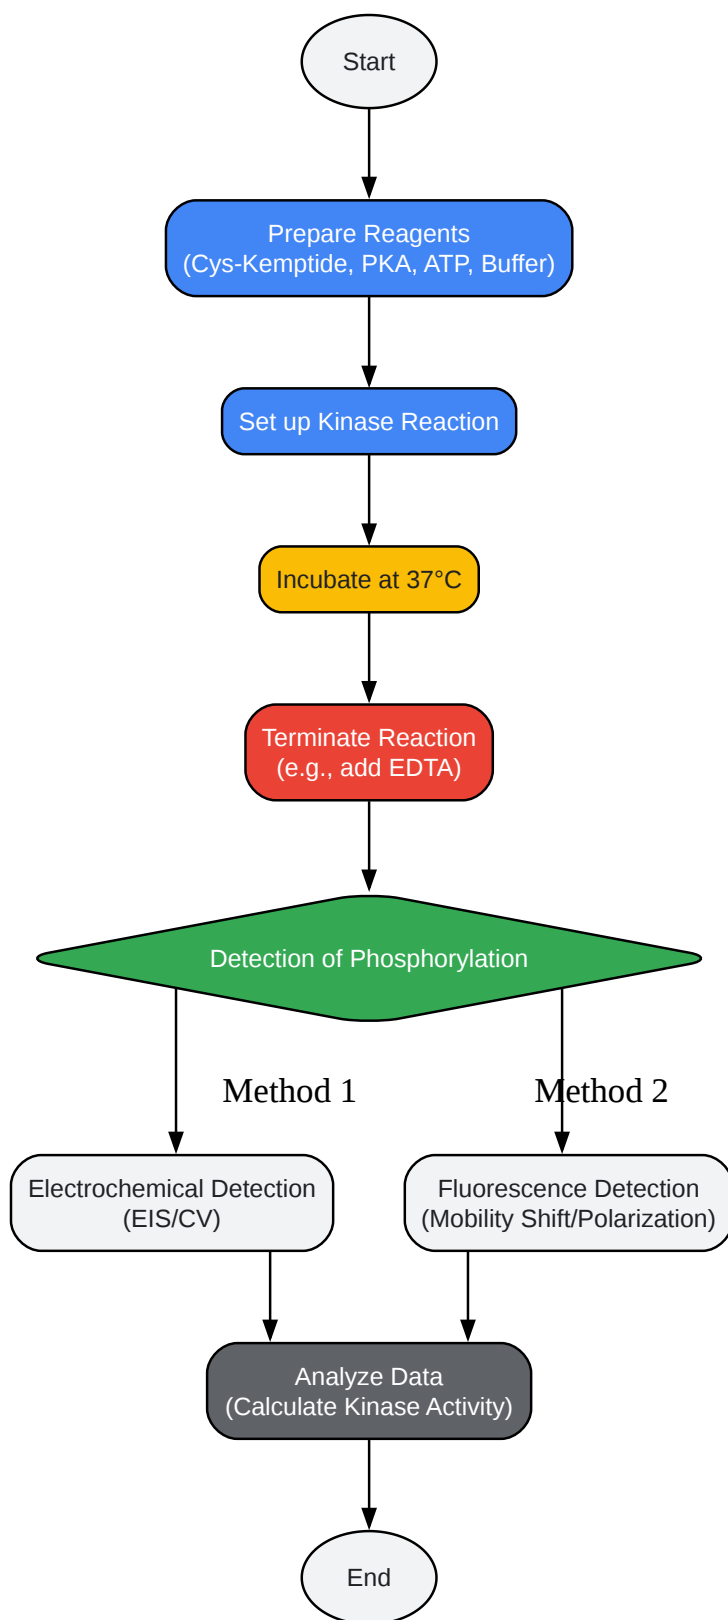 Start
Prepare Reagents
(Cys-Kemptide, PKA, ATP, Buffer)
Set up Kinase Reaction
Incubate at 37°C
Terminate Reaction
(e.g., add EDTA)
Detection of Phosphorylation
Method 1
Method 2
Electrochemical Detection
(EIS/CV)
Fluorescence Detection
(Mobility Shift/Polarization)
Analyze Data
(Calculate Kinase Activity)
End